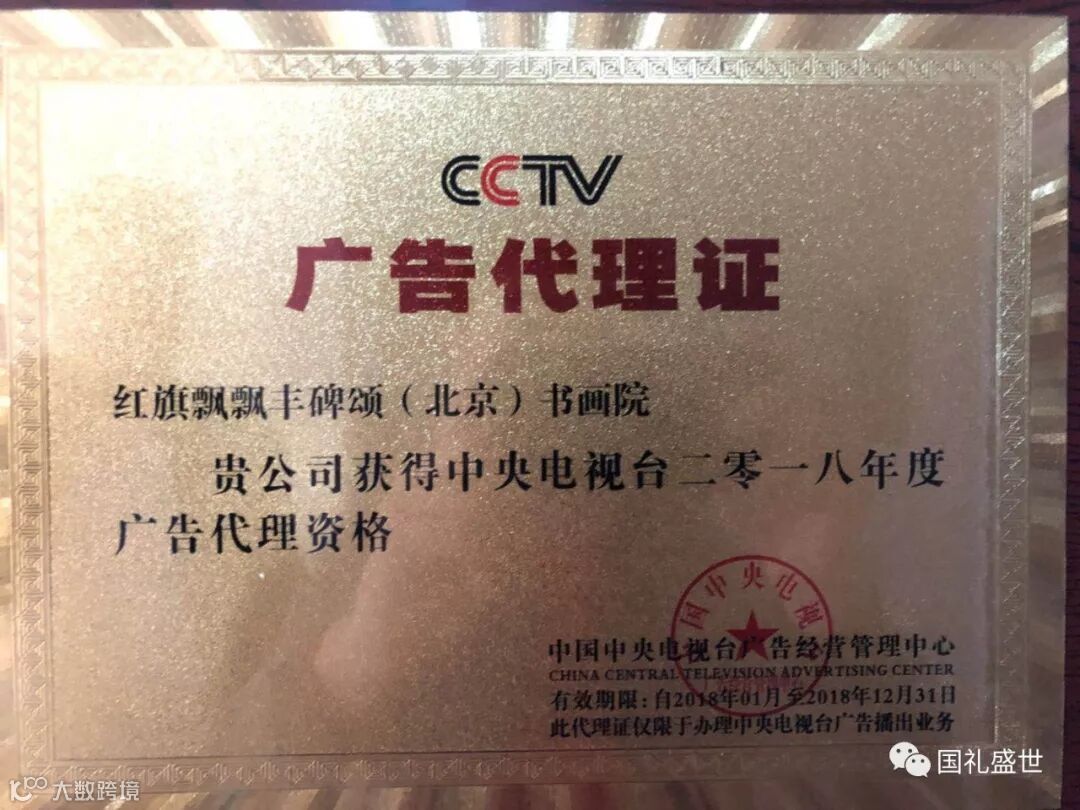 CCTV
广告代理证
红旗飘飘丰碑颂（北京）书画院
贵公司获得中央电视台二零一八年度
广告代理资格
国中央电视
中国中央电视台广告经营管理中心
CHINA CENTRAL TELEVISION ADVERTISING CENTER
有效期限:自2018年01月至2018年12月31日
此代理证仅限于办理中央电视台广告播出业务
国礼盛世
大数跨境